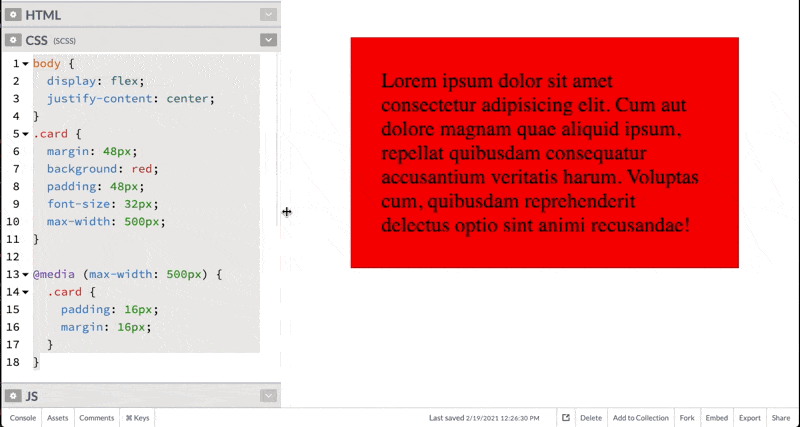 HTML
CSS (SCSS)
1 body {
2 display: flex;
3 justify-content: center;
4 }
5 .card {
6 margin: 48px;
7 background: red;
8 padding: 48px;
9 font-size: 32px;
10 max-width: 500px;
11 }
12
13 @media (max-width: 500px) {
14 .card {
15 padding: 16px;
16 margin: 16px;
17 }
18 }
JS
Lorem ipsum dolor sit amet
consectetur adipisicing elit. Cum aut
dolore magnam quae aliquid ipsum,
repellat quibusdam consequatur
accusantium veritatis harum. Voluptas
cum, quibusdam reprehenderit
delectus optio sint animi recusandae!
Console Assets Comments ⌘ Keys Last saved 2/19/2021 12:26:30 PM Delete Add to Collection Fork Embed Export Share